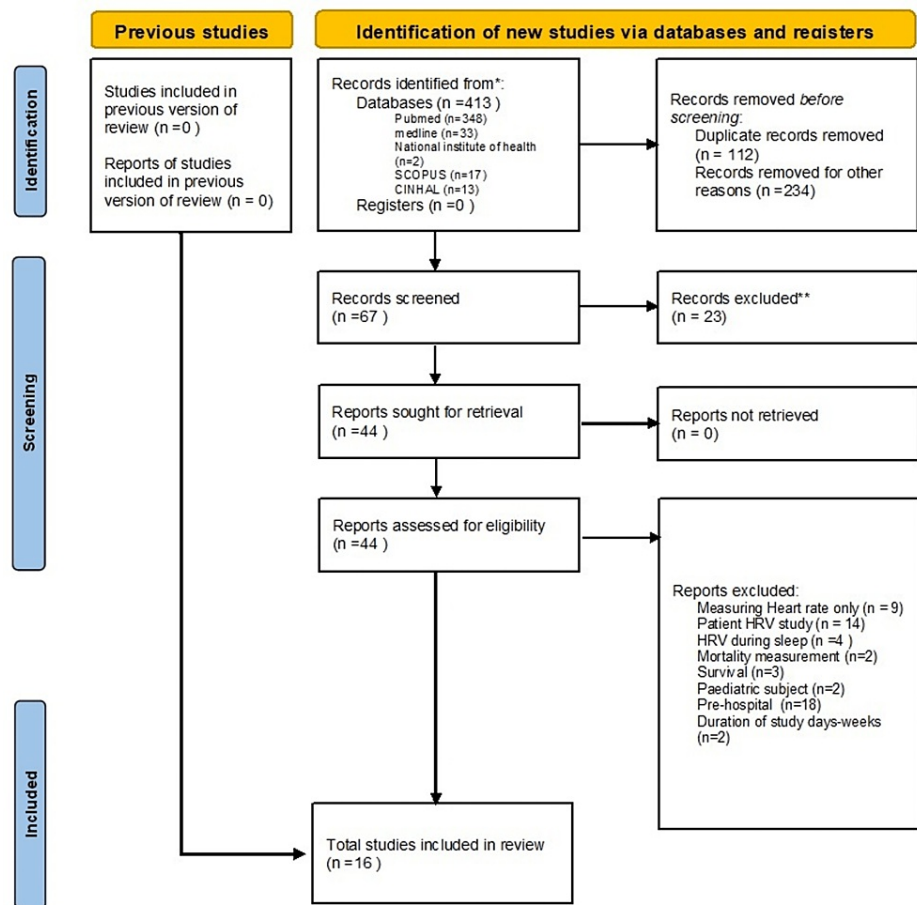 Previous studies
Identification of new studies via databases and registers
Identification
Studies included in
previous version of
review (n =0 )
Reports of studies
included in previous
version of review (n = 0)
Records identified from*:
Databases (n =413 )
Pubmed (n=348)
medline (n=33)
National institute of health
(n=2)
SCOPUS (n=17)
CINHAL (n=13)
Registers (n =0 )
Records removed before
screening:
Duplicate records removed
(n = 112)
Records removed for other
reasons (n =234)
Screening
Records screened
(n =67 )
Records excluded**
(n = 23)
Reports sought for retrieval
(n =44 )
Reports not retrieved
(n = 0)
Reports assessed for eligibility
(n =44 )
Reports excluded:
Measuring Heart rate only (n = 9)
Patient HRV study (n = 14)
HRV during sleep (n =4 )
Mortality measurement (n=2)
Survival (n=3)
Paediatric subject (n=2)
Pre-hospital (n=18)
Duration of study days-weeks
(n=2)
Included
Total studies included in review
(n =16 )